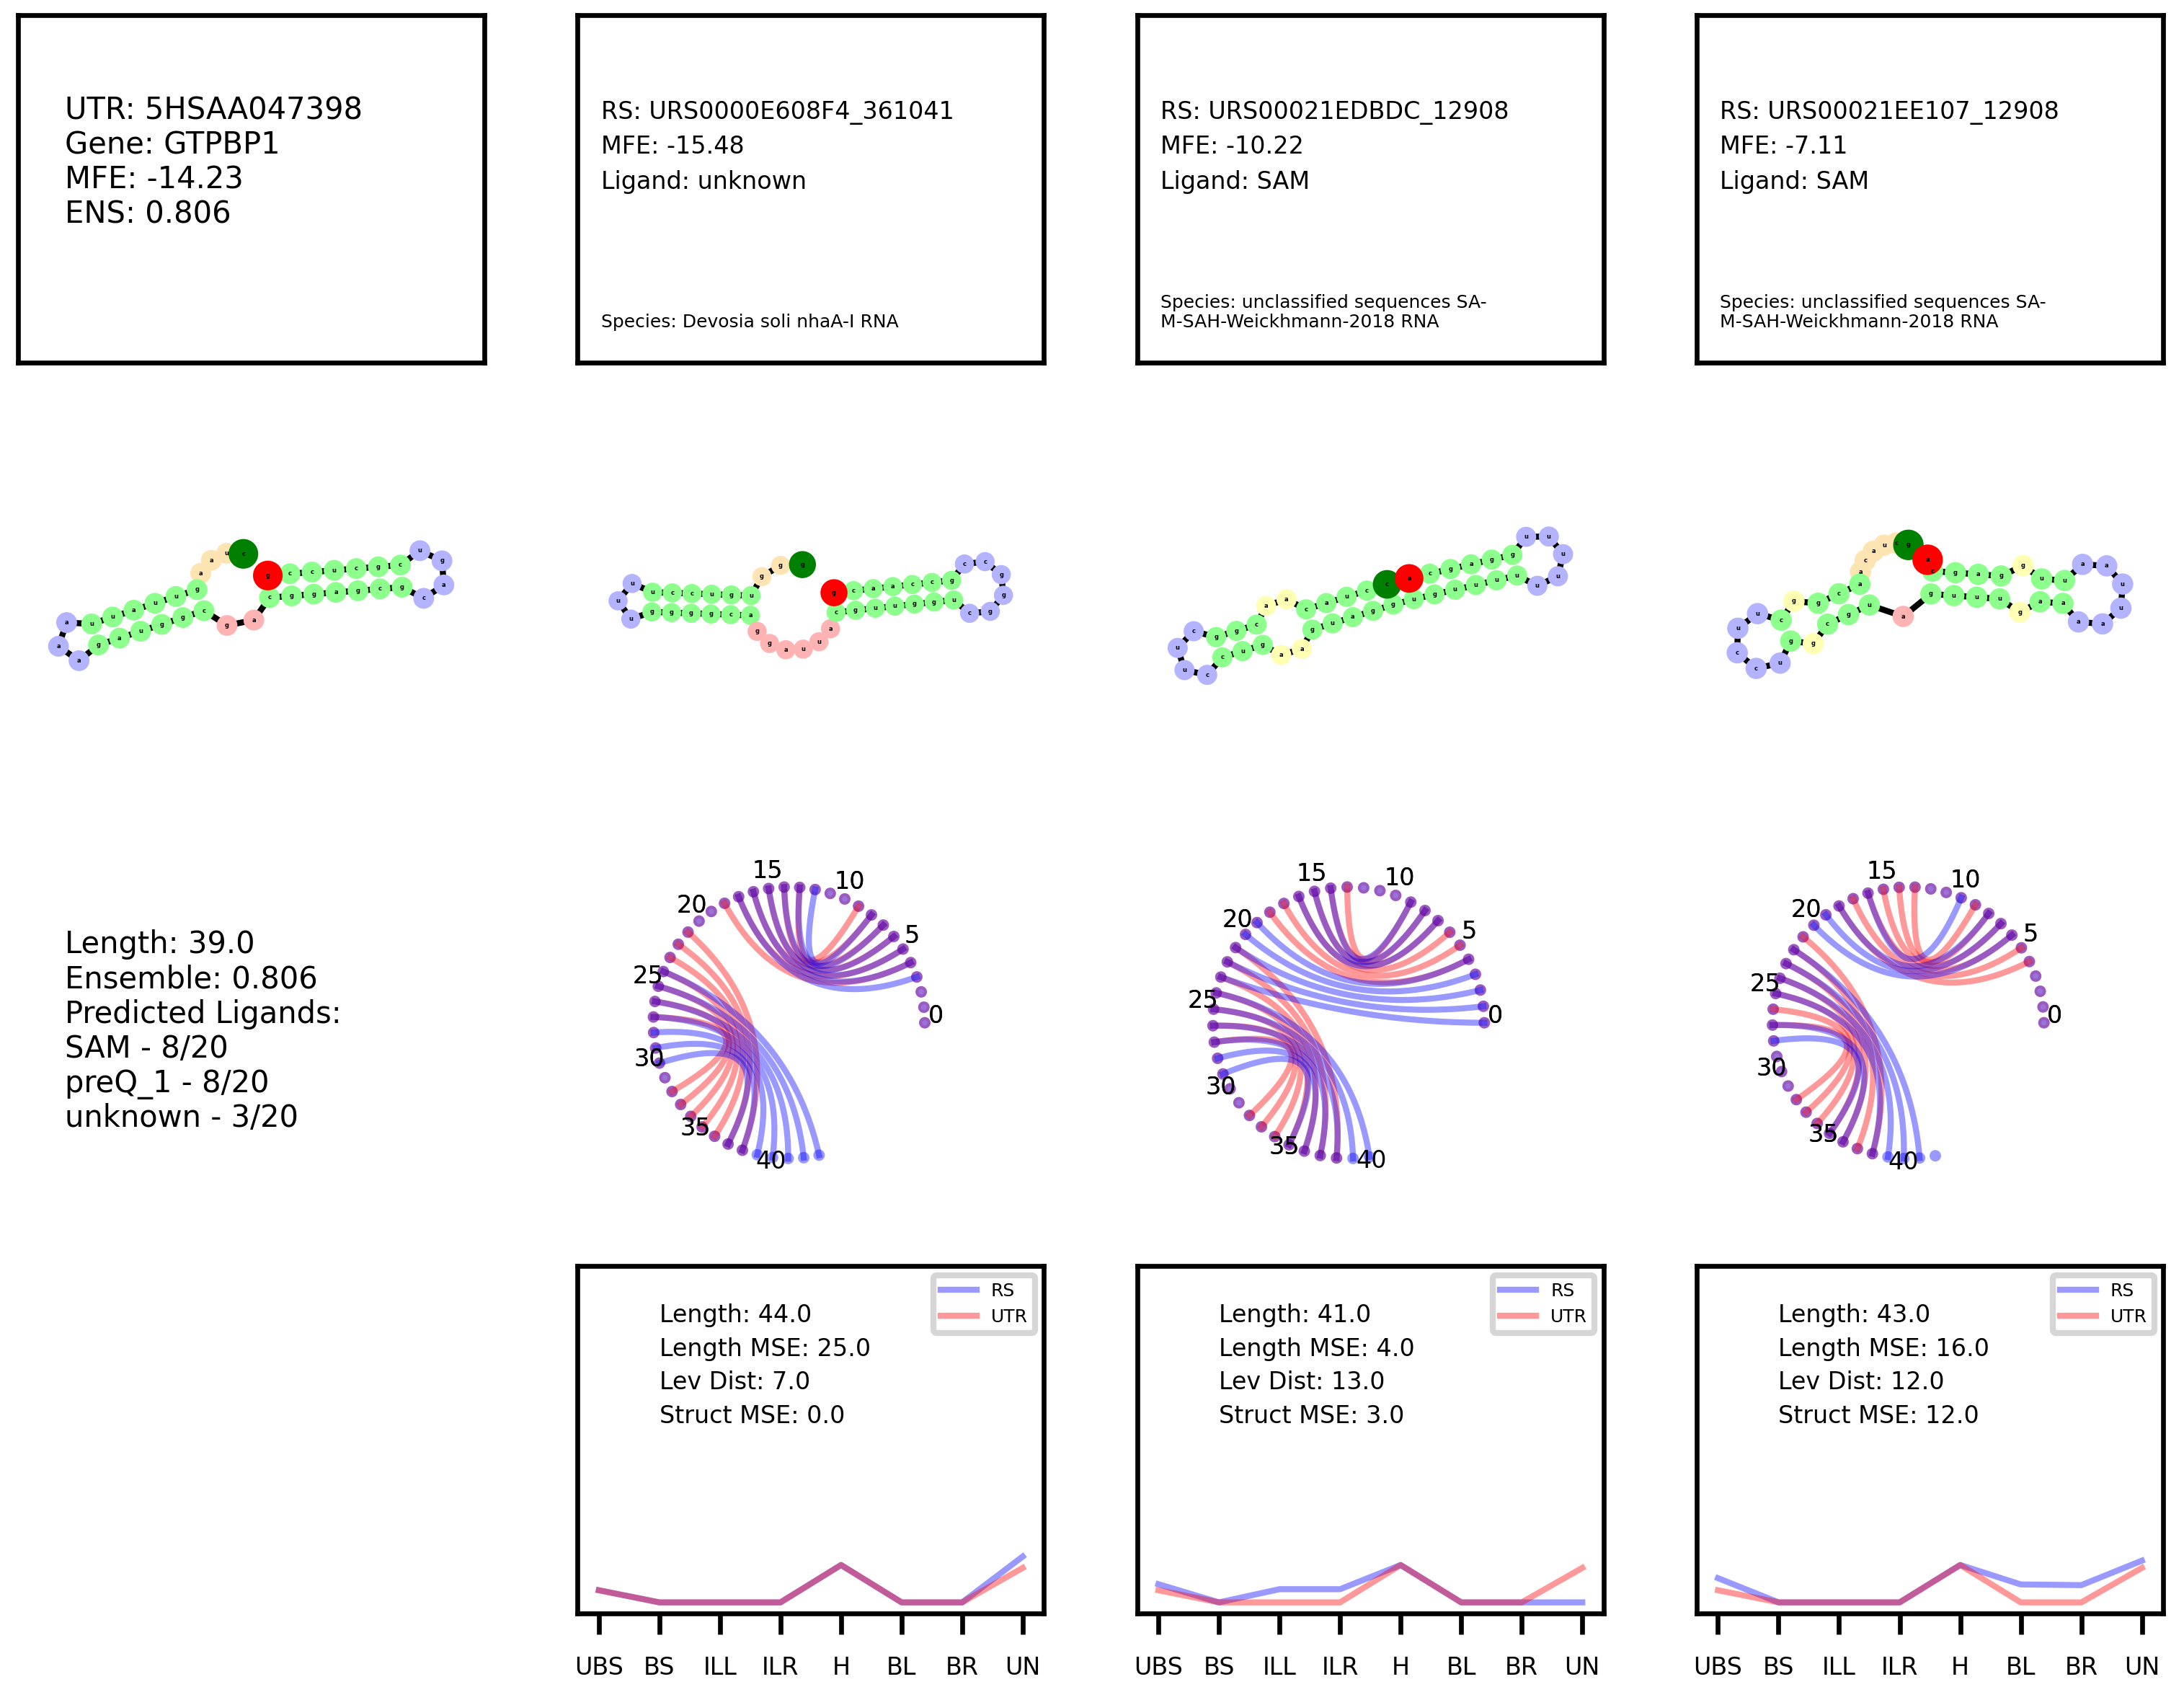 UTR: 5HSAA047398
Gene: GTPBP1
MFE: -14.23
ENS: 0.806
RS: URS0000E608F4_361041
MFE: -15.48
Ligand: unknown
Species: Devosia soli nhaA-I RNA
RS: URS00021EDBDC_12908
MFE: -10.22
Ligand: SAM
Species: unclassified sequences SA-
M-SAH-Weickhmann-2018 RNA
RS: URS00021EE107_12908
MFE: -7.11
Ligand: SAM
Species: unclassified sequences SA-
M-SAH-Weickhmann-2018 RNA
Length: 39.0
Ensemble: 0.806
Predicted Ligands:
SAM - 8/20
preQ_1 - 8/20
unknown - 3/20
0
5
10
15
20
25
30
35
40
0
5
10
15
20
25
30
35
40
0
5
10
15
20
25
30
35
40
RS
UTR
Length: 44.0
Length MSE: 25.0
Lev Dist: 7.0
Struct MSE: 0.0
UBS BS ILL ILR H BL BR UN
RS
UTR
Length: 41.0
Length MSE: 4.0
Lev Dist: 13.0
Struct MSE: 3.0
UBS BS ILL ILR H BL BR UN
RS
UTR
Length: 43.0
Length MSE: 16.0
Lev Dist: 12.0
Struct MSE: 12.0
UBS BS ILL ILR H BL BR UN